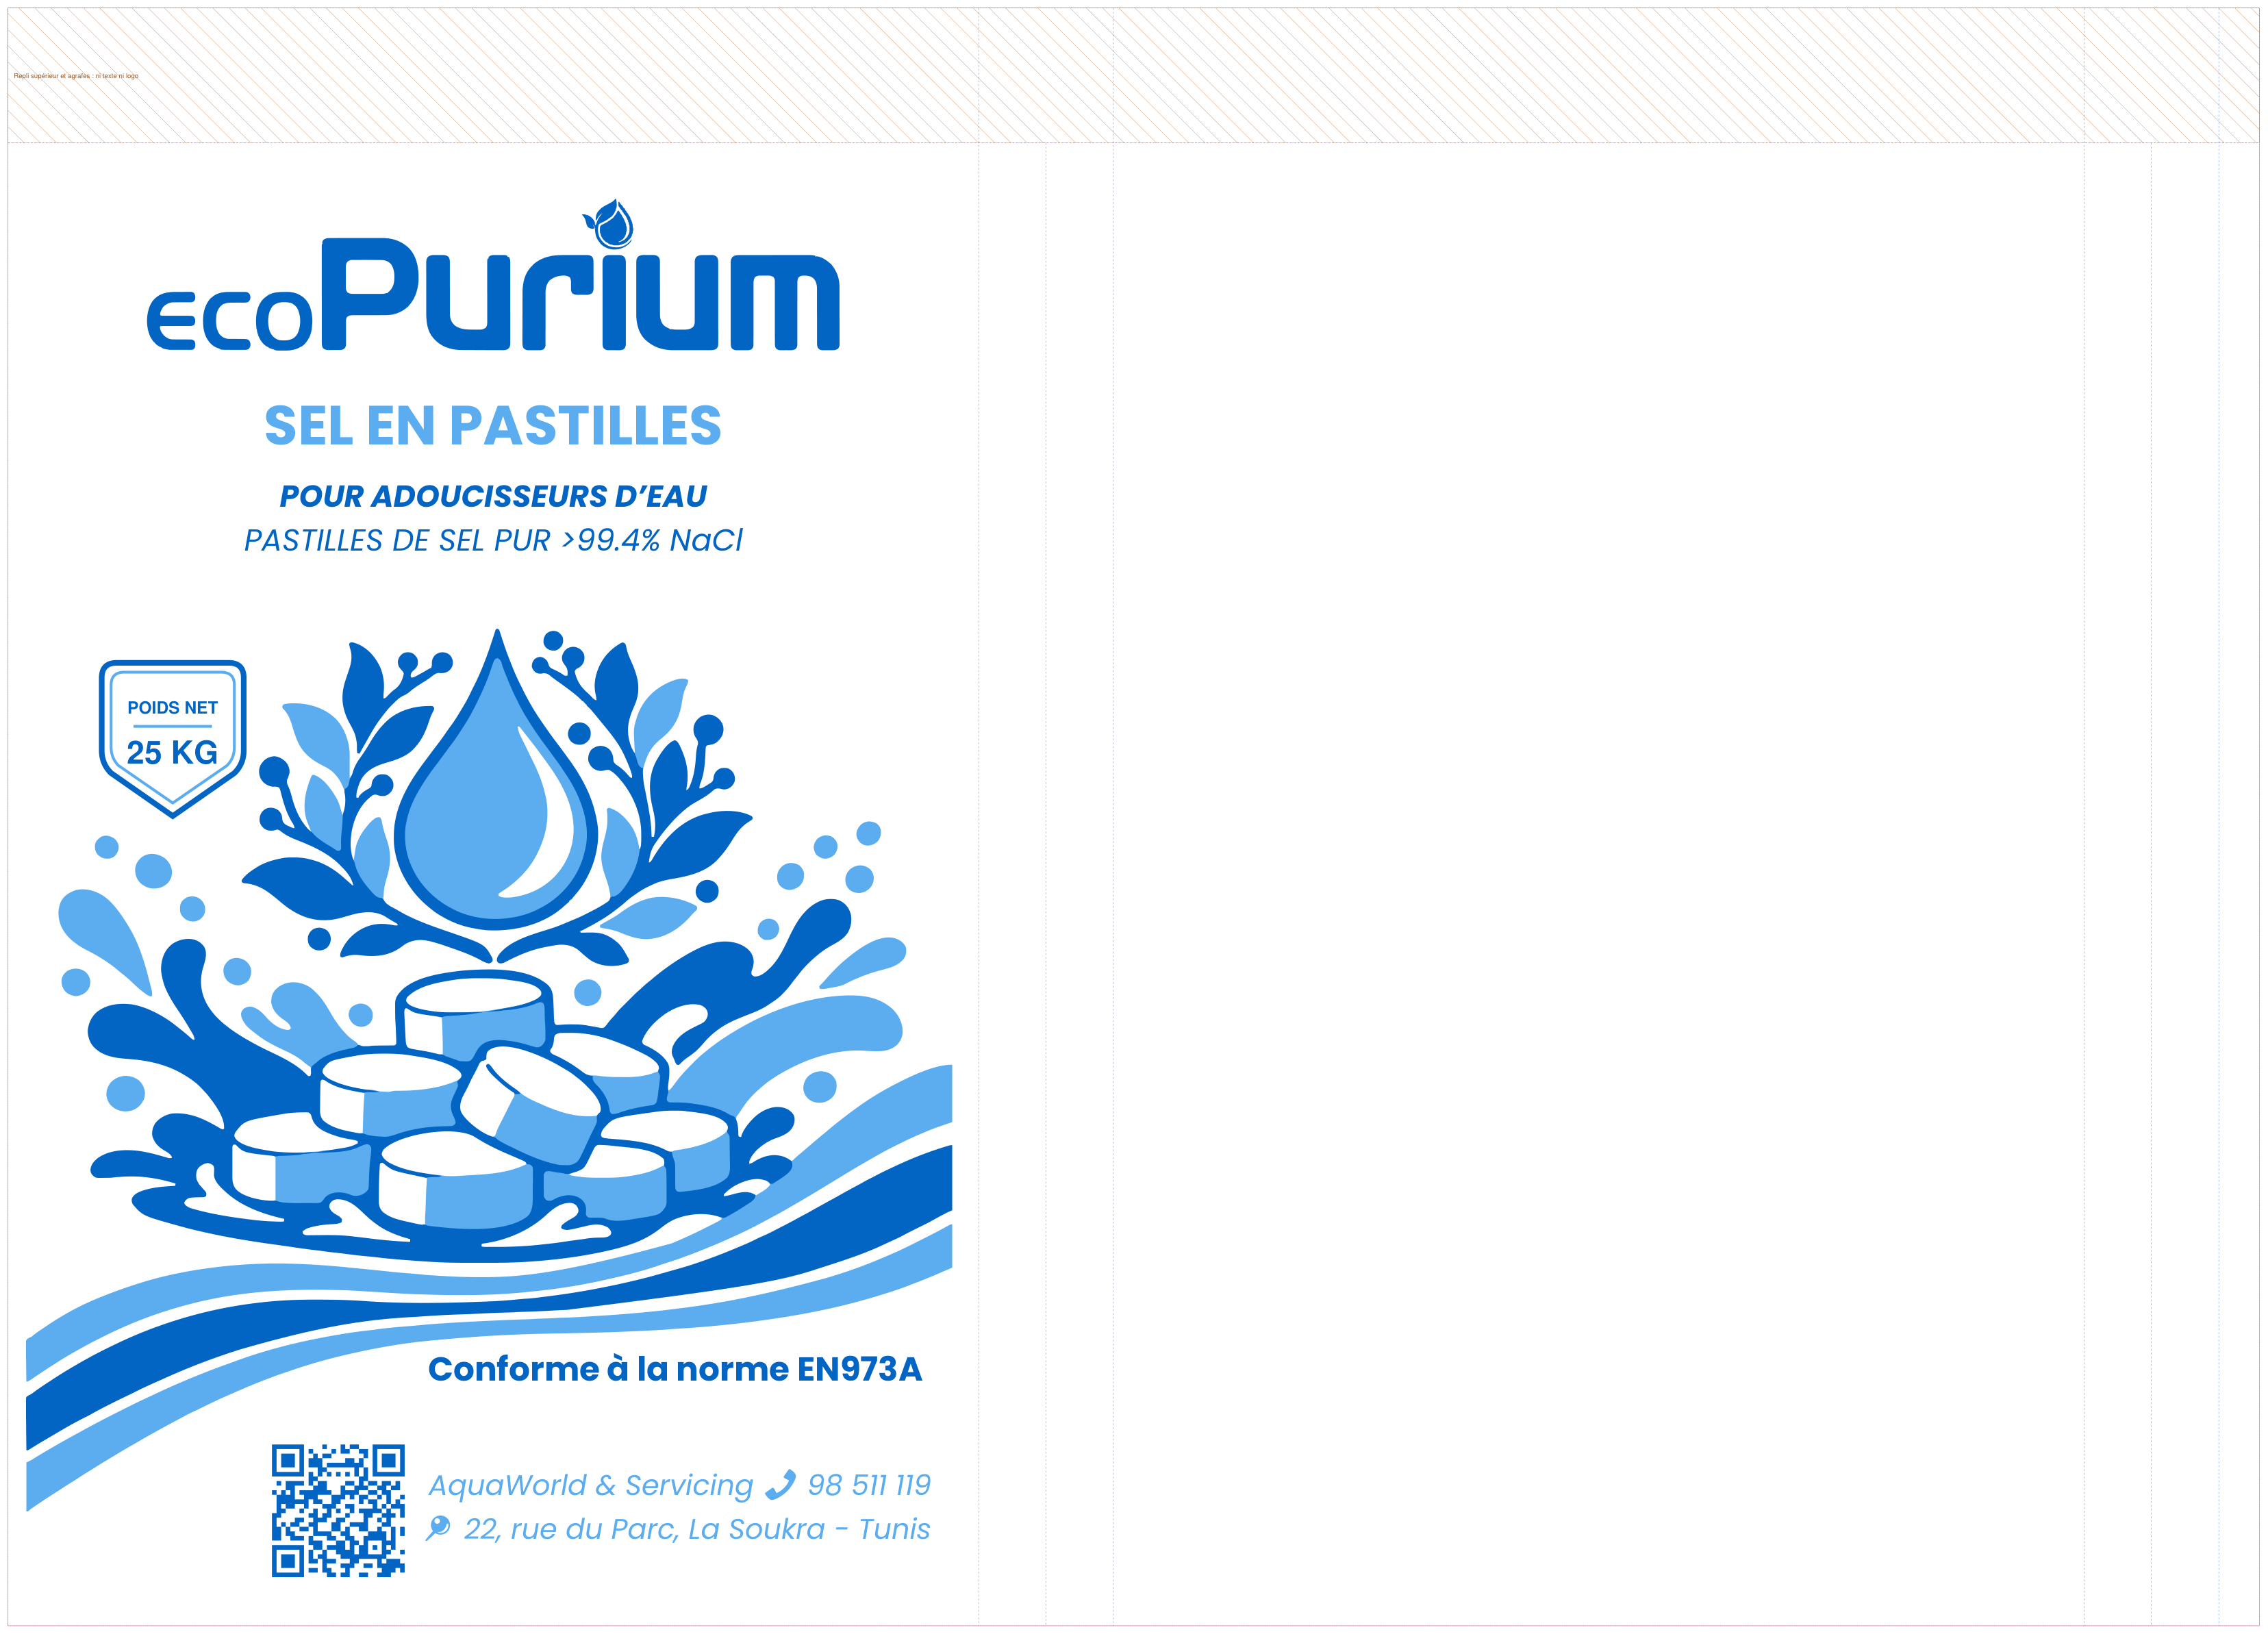 Repli supérieur et agrafes : ni texte ni logo
ecoPurium
SEL EN PASTILLES
POUR ADOUCISSEURS D’EAU
PASTILLES DE SEL PUR >99.4% NaCl
POIDS NET
25 KG
Conforme à la norme EN973A
AquaWorld & Servicing 98 511 119
22, rue du Parc, La Soukra - Tunis